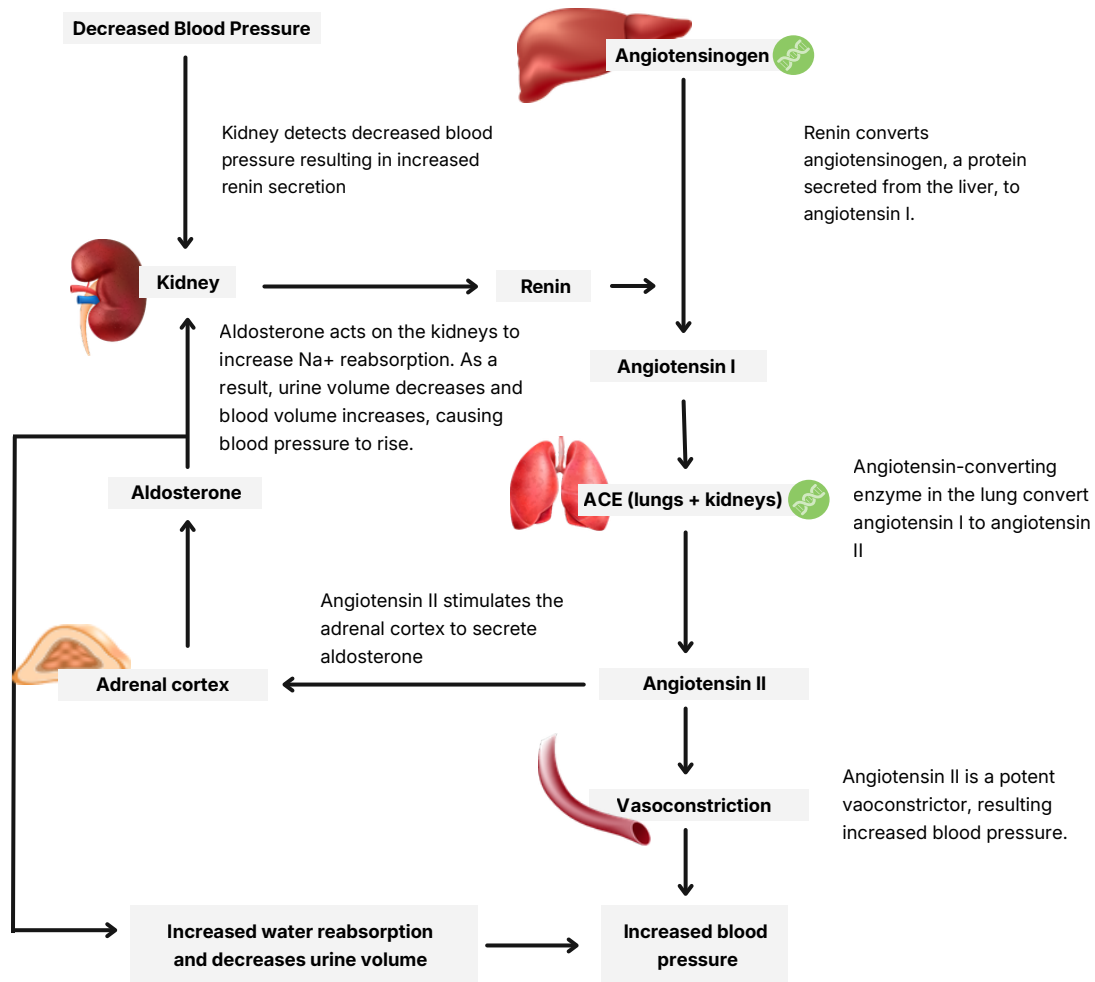 Decreased Blood Pressure
Angiotensinogen
Kidney detects decreased blood
pressure resulting in increased
renin secretion
Renin converts
angiotensinogen, a protein
secreted from the liver, to
angiotensin I.
Kidney
Renin
Aldosterone acts on the kidneys to
increase Na+ reabsorption. As a
result, urine volume decreases and
blood volume increases, causing
blood pressure to rise.
Angiotensin I
Aldosterone
ACE (lungs + kidneys)
Angiotensin-converting
enzyme in the lung convert
angiotensin I to angiotensin
II
Angiotensin II stimulates the
adrenal cortex to secrete
aldosterone
Adrenal cortex
Angiotensin II
Vasoconstriction
Angiotensin II is a potent
vaoconstrictor, resulting
increased blood pressure.
Increased water reabsorption
and decreases urine volume
Increased blood
pressure